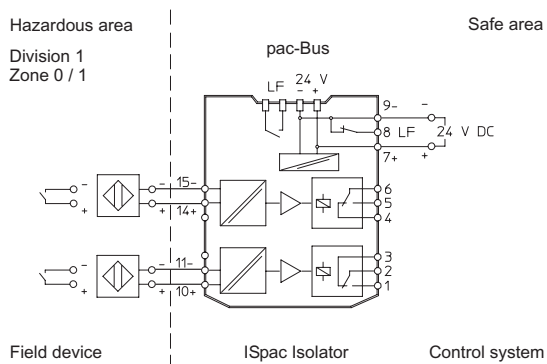 Hazardous area
Safe area
Division 1
Zone 0 / 1
pac-Bus
LF 24 V
- +
9- -
8 LF 24 V DC
7+ +
- - 15- 6
+ + 14+ 5
4
3
- - 11- 2
+ + 10+ 1
Field device
ISpac Isolator
Control system